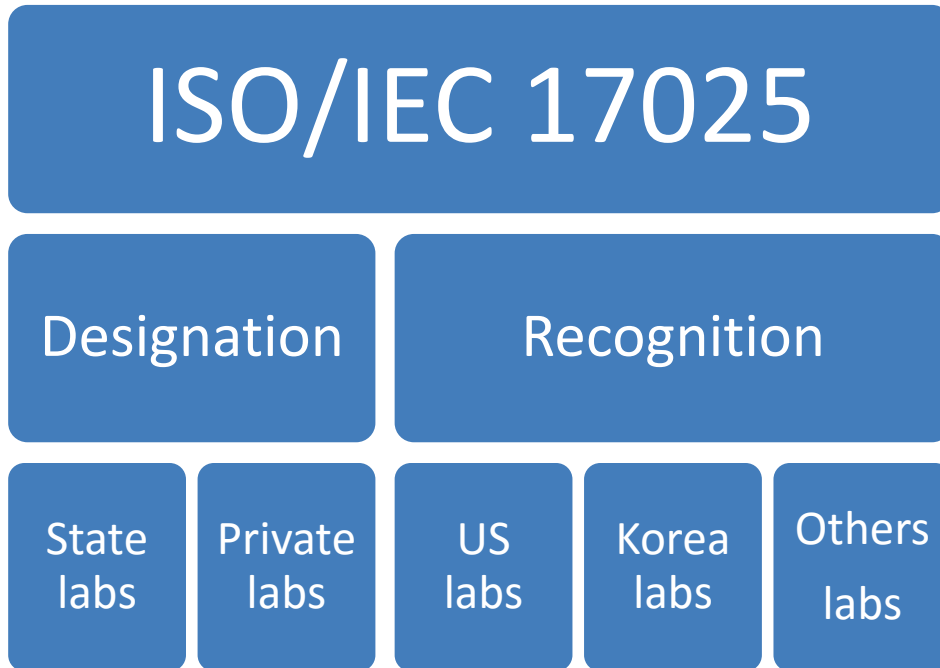 ISO/IEC 17025
Designation
Recognition
State
labs
Private
labs
US
labs
Korea
labs
Others
labs